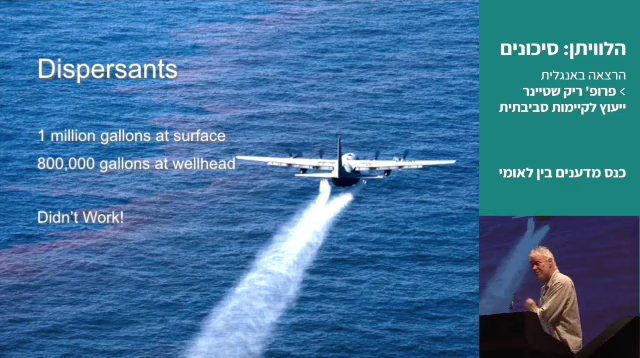 Dispersants
1 million gallons at surface
800,000 gallons at wellhead
Didn't Work!
הלוויתן: סיכונים
הרצאה באנגלית
> פרופ' ריק שטיינר
ייעוץ לקיימות סביבתית
כנס מדענים בין לאומי